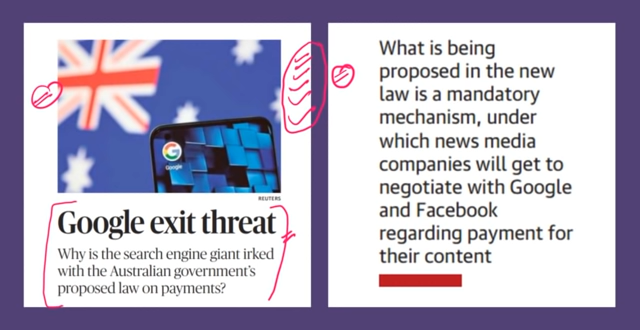 Google
REUTERS
Google exit threat
Why is the search engine giant irked
with the Australian government's
proposed law on payments?
What is being
proposed in the new
law is a mandatory
mechanism, under
which news media
companies will get to
negotiate with Google
and Facebook
regarding payment for
their content